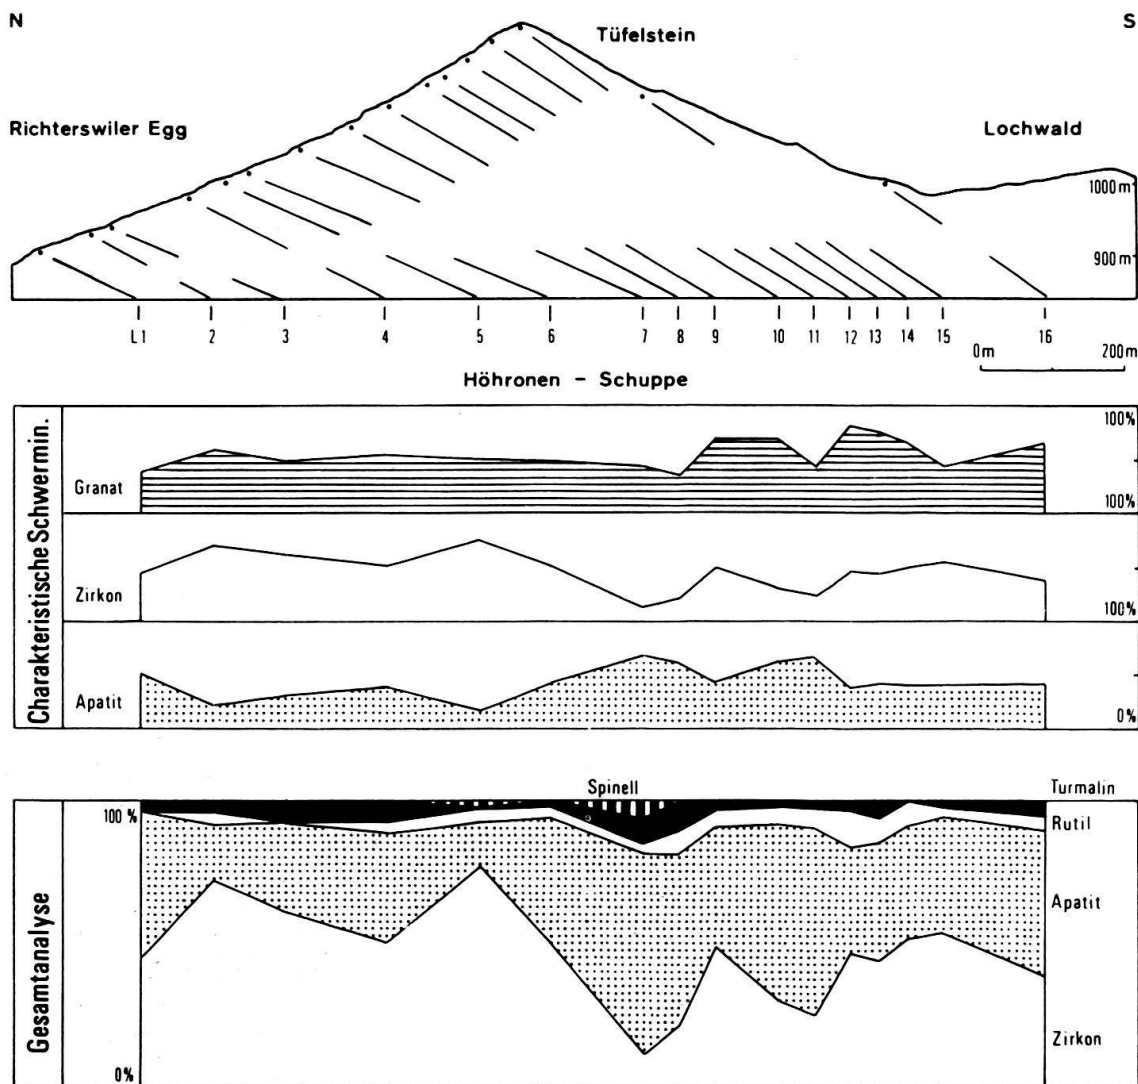 N
S
Tüfelstein
Richterswiler Egg
Lochwald
1000 m
900 m
L 1 2 3 4 5 6 7 8 9 10 11 12 13 14 15 16
0m 200 m
Höhronen - Schuppe
Charakteristische Schwermin.
100%
Granat
100%
Zirkon
100%
Apatit
0%
Spinell
Turmalin
Gesamtanalyse
100 %
Rutil
Apatit
Zirkon
0%